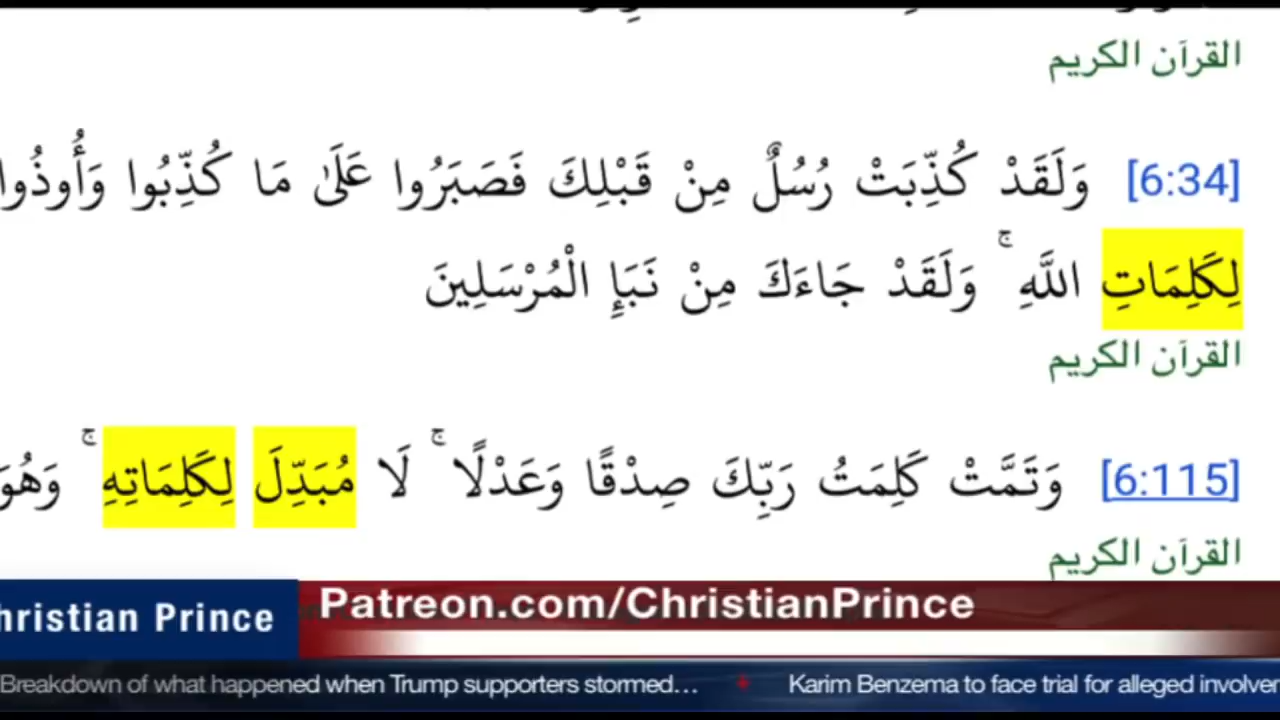 القرآن الكريم
[6:34] وَلَقَدْ كُذِّبَتْ رُسُلٌ مِنْ قَبْلِكَ فَصَبَرُوا عَلَىٰ مَا كُذِّبُوا وَأُوذُوا
لِكَلِمَاتِ اللَّهِ ۚ وَلَقَدْ جَاءَكَ مِنْ نَبَإِ الْمُرْسَلِينَ
القرآن الكريم
[6:115] وَتَمَّتْ كَلِمَتُ رَبِّكَ صِدْقًا وَعَدْلًا ۚ لَا مُبَدِّلَ لِكَلِمَاتِهِ ۚ وَهُوَ
القرآن الكريم
hristian Prince
Patreon.com/ChristianPrince
Breakdown of what happened when Trump supporters stormed... Karim Benzema to face trial for alleged involver